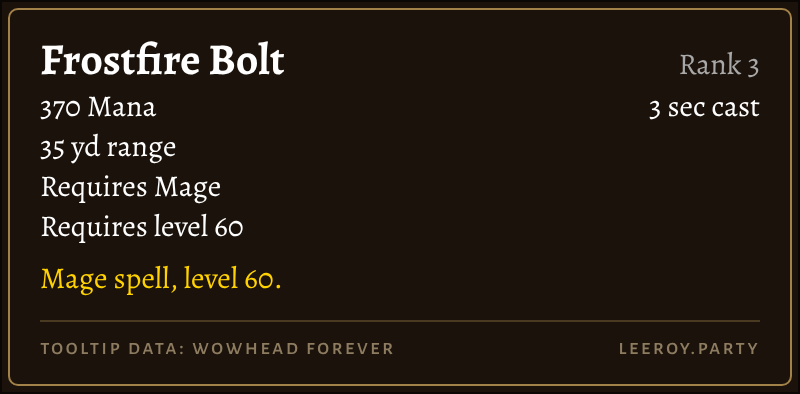 Frostfire Bolt Rank 3
370 Mana 3 sec cast
35 yd range
Requires Mage
Requires level 60
Mage spell, level 60.
TOOLTIP DATA: WOWHEAD FOREVER LEEROY.PARTY